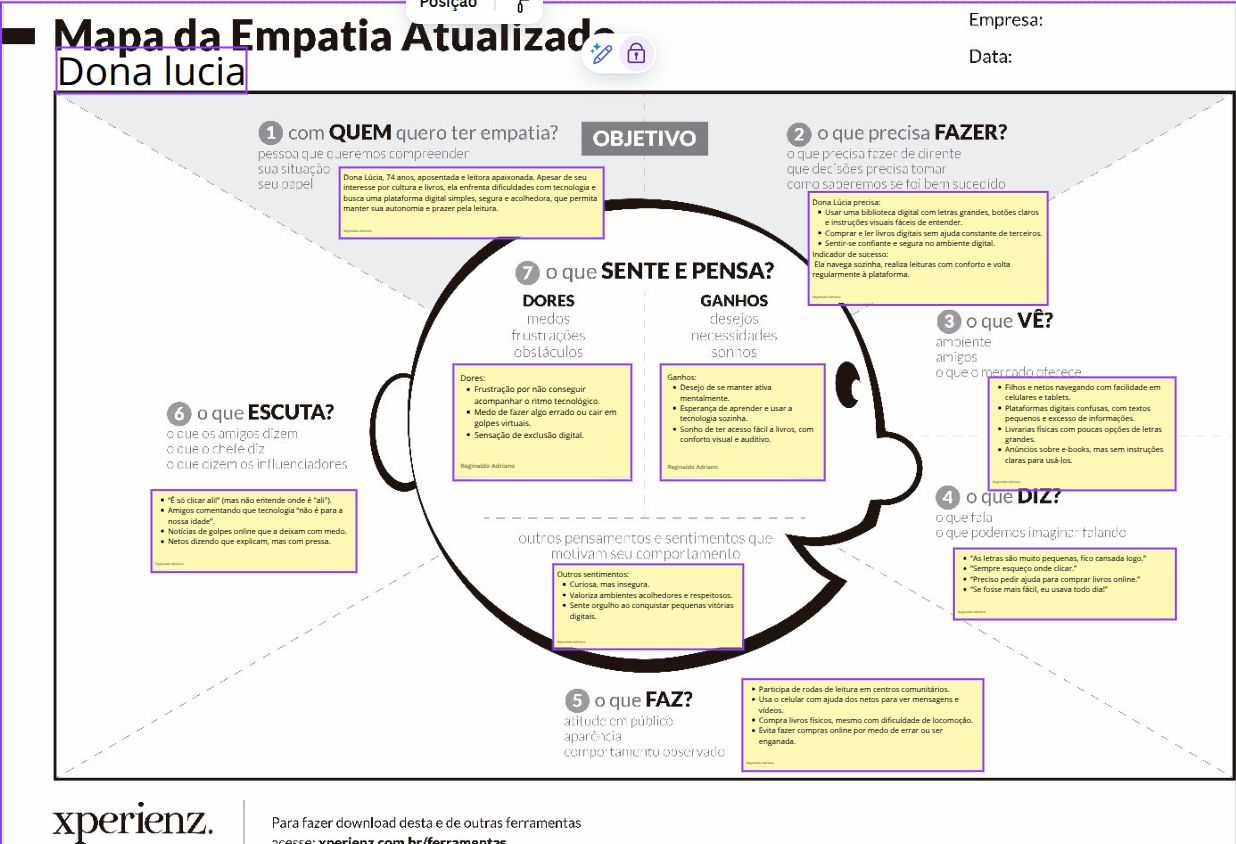 Posição
Mapa da Empatia Atualizado
Dona lucia
Empresa:
Data:
1 com QUEM quero ter empatia?
pessoa que queremos compreender
sua situação
seu papel
Dona Lúcia, 74 anos, aposentada e leitora apaixonada. Apesar de seu
interesse por cultura e livros, ela enfrenta dificuldades com tecnologia e
busca uma plataforma digital simples, segura e acolhedora, que permita
manter sua autonomia e prazer pela leitura.
Reginaldo Adriano
OBJETIVO
2 o que precisa FAZER?
o que precisa fazer de dirente
que decisões precisa tomar
como saberemos se foi bem sucedido
Dona Lúcia precisa:
Usar uma biblioteca digital com letras grandes, botões claros
e instruções visuais fáceis de entender.
Comprar e ler livros digitais sem ajuda constante de terceiros.
Sentir-se confiante e segura no ambiente digital.
Indicador de sucesso:
Ela navega sozinha, realiza leituras com conforto e volta
regularmente à plataforma.
Reginaldo Adriano
3 o que VÊ?
ambiente
amigos
o que o mercado oferece
Filhos e netos navegando com facilidade em
celulares e tablets.
Plataformas digitais confusas, com textos
pequenos e excesso de informações.
Livrarias físicas com poucas opções de letras
grandes.
Anúncios sobre e-books, mas sem instruções
claras para usá-los.
Reginaldo Adriano
4 o que DIZ?
o que fala
o que podemos imaginar falando
"As letras são muito pequenas, fico cansada logo."
"Sempre esqueço onde clicar."
"Preciso pedir ajuda para comprar livros online."
"Se fosse mais fácil, eu usava todo dia!"
Reginaldo Adriano
5 o que FAZ?
atitude em público
aparência
comportamento observado
Participa de rodas de leitura em centros comunitários.
Usa o celular com ajuda dos netos para ver mensagens e
vídeos.
Compra livros físicos, mesmo com dificuldade de locomoção.
Evita fazer compras online por medo de errar ou ser
enganada.
Reginaldo Adriano
6 o que ESCUTA?
o que os amigos dizem
o que o chefe diz
o que dizem os influenciadores
"É só clicar ali!" (mas não entende onde é "ali").
Amigos comentando que tecnologia "não é para a
nossa idade".
Notícias de golpes online que a deixam com medo.
Netos dizendo que explicam, mas com pressa.
Reginaldo Adriano
7 o que SENTE E PENSA?
DORES
medos
frustrações
obstáculos
Dores:
Frustração por não conseguir
acompanhar o ritmo tecnológico.
Medo de fazer algo errado ou cair em
golpes virtuais.
Sensação de exclusão digital.
Reginaldo Adriano
GANHOS
desejos
necessidades
sonhos
Ganhos:
Desejo de se manter ativa
mentalmente.
Esperança de aprender e usar a
tecnologia sozinha.
Sonho de ter acesso fácil a livros, com
conforto visual e auditivo.
Reginaldo Adriano
outros pensamentos e sentimentos que
motivam seu comportamento
Outros sentimentos:
Curiosa, mas insegura.
Valoriza ambientes acolhedores e respeitosos.
Sente orgulho ao conquistar pequenas vitórias
digitais.
Reginaldo Adriano
xperienz.
Para fazer download desta e de outras ferramentas
acesse: xperienz.com.br/ferramentas